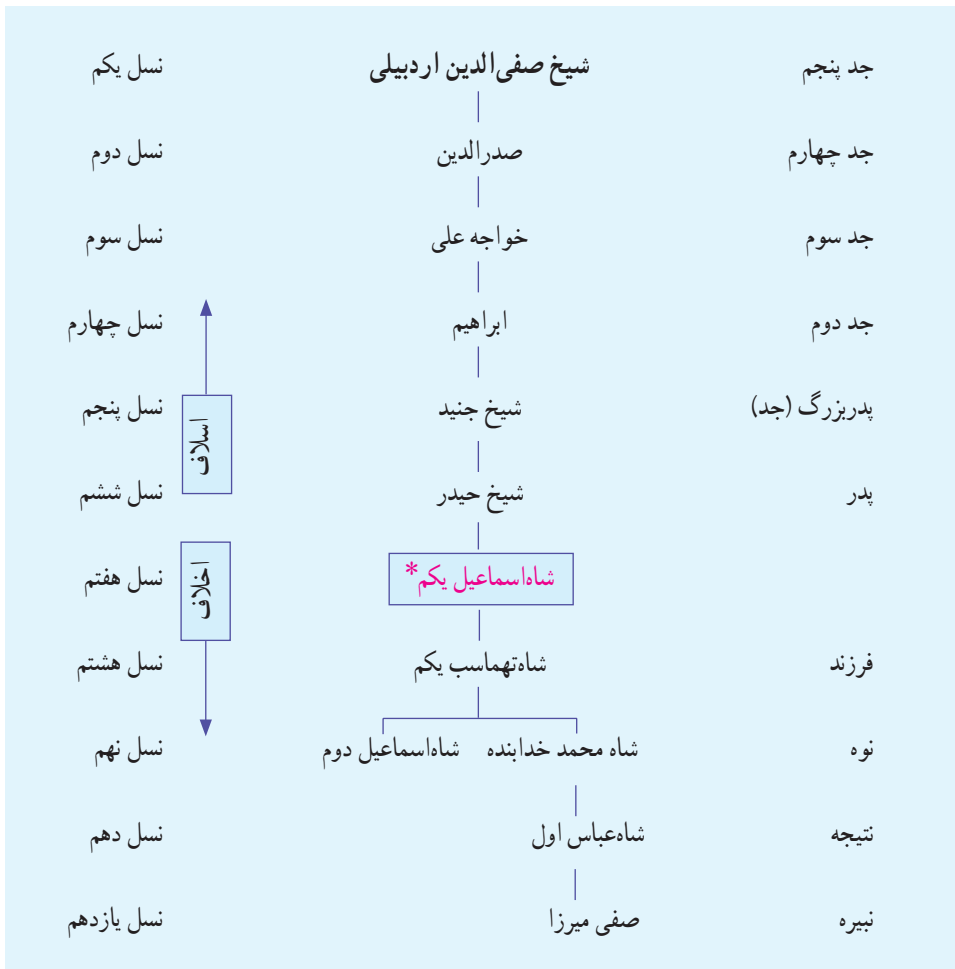 جد پنجم شیخ صفی‌الدین اردبیلی نسل یکم
جد چهارم صدرالدین نسل دوم
جد سوم خواجه علی نسل سوم
جد دوم ابراهیم نسل چهارم
پدربزرگ (جد) شیخ جنید نسل پنجم
اسلاف
پدر شیخ حیدر نسل ششم
شاه‌اسماعیل یکم* نسل هفتم
اخلاف
فرزند شاه‌تهماسب یکم نسل هشتم
نوه شاه محمد خدابنده شاه‌اسماعیل دوم نسل نهم
نتیجه شاه‌عباس اول نسل دهم
نبیره صفی میرزا نسل یازدهم